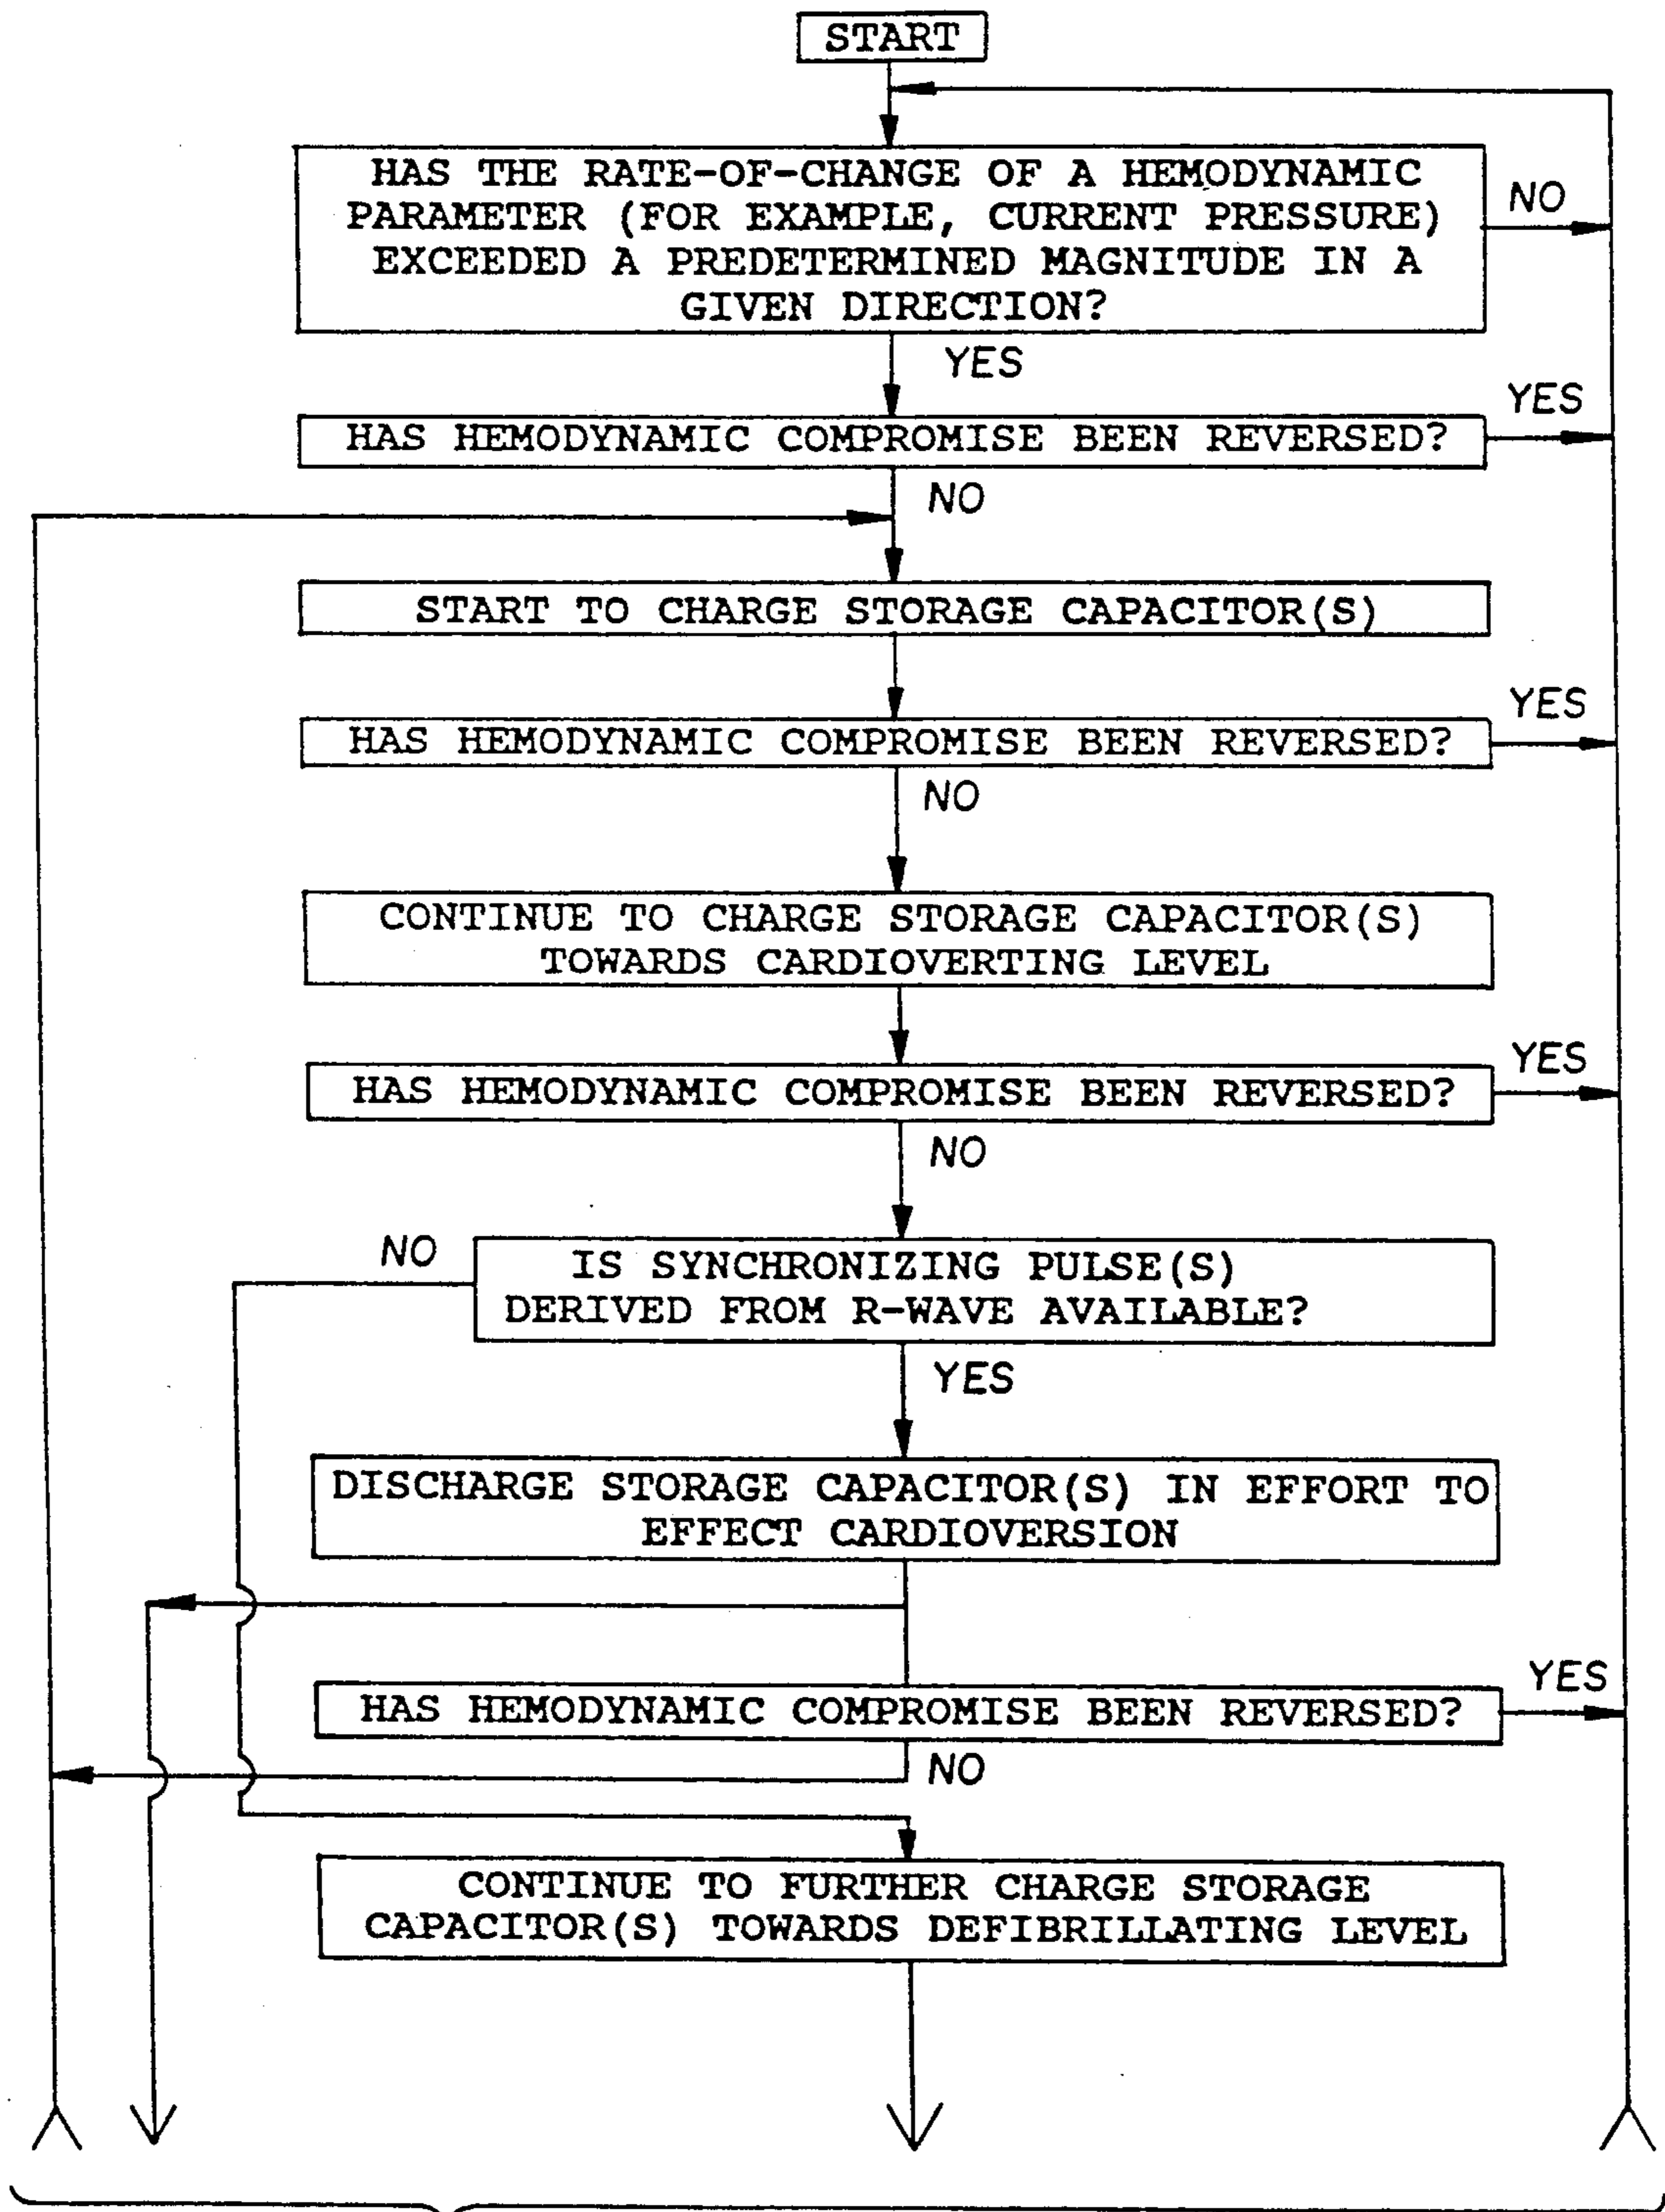 START
HAS THE RATE-OF-CHANGE OF A HEMODYNAMIC
PARAMETER (FOR EXAMPLE, CURRENT PRESSURE)
EXCEEDED A PREDETERMINED MAGNITUDE IN A
GIVEN DIRECTION?
NO
YES
HAS HEMODYNAMIC COMPROMISE BEEN REVERSED?
YES
NO
START TO CHARGE STORAGE CAPACITOR(S)
HAS HEMODYNAMIC COMPROMISE BEEN REVERSED?
YES
NO
CONTINUE TO CHARGE STORAGE CAPACITOR(S)
TOWARDS CARDIOVERTING LEVEL
HAS HEMODYNAMIC COMPROMISE BEEN REVERSED?
YES
NO
IS SYNCHRONIZING PULSE(S)
DERIVED FROM R-WAVE AVAILABLE?
NO
YES
DISCHARGE STORAGE CAPACITOR(S) IN EFFORT TO
EFFECT CARDIOVERSION
HAS HEMODYNAMIC COMPROMISE BEEN REVERSED?
YES
NO
CONTINUE TO FURTHER CHARGE STORAGE
CAPACITOR(S) TOWARDS DEFIBRILLATING LEVEL